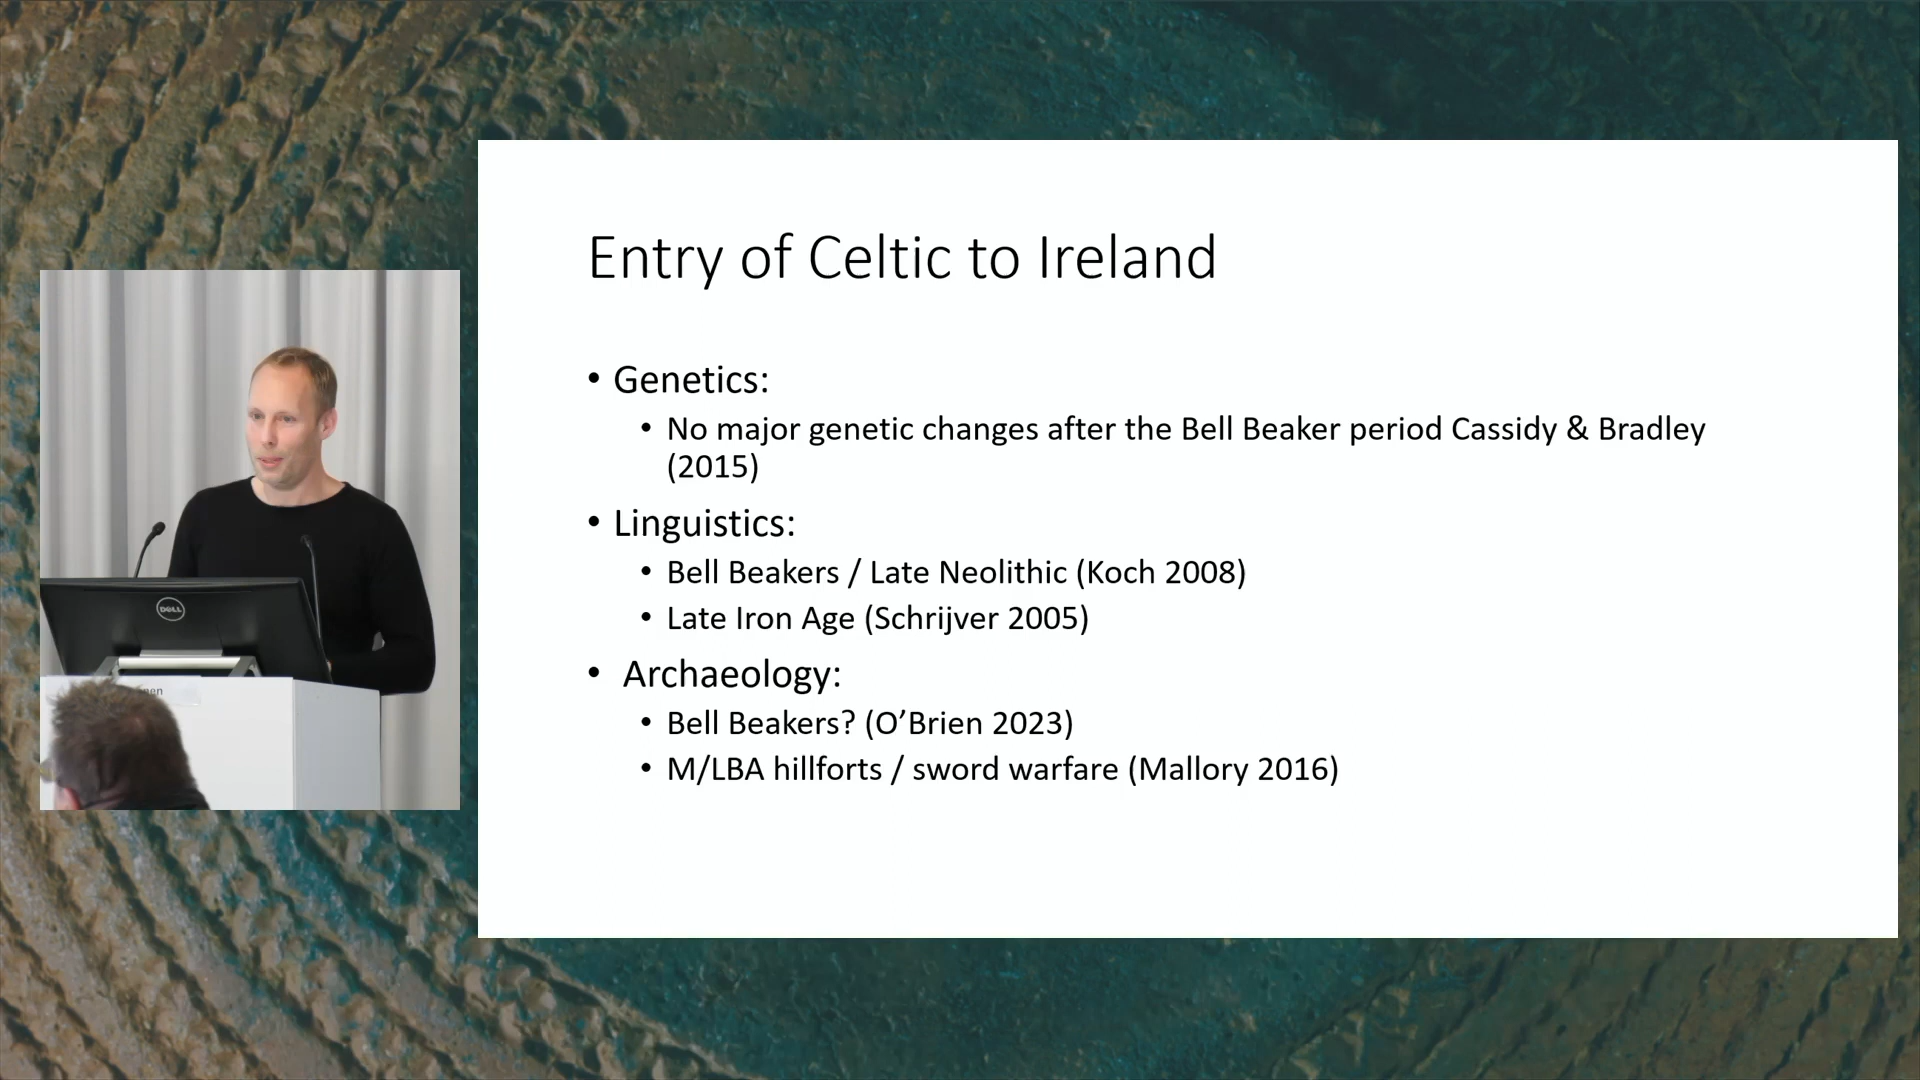 Entry of Celtic to Ireland
• Genetics:
• No major genetic changes after the Bell Beaker period Cassidy & Bradley
(2015)
• Linguistics:
• Bell Beakers / Late Neolithic (Koch 2008)
• Late Iron Age (Schrijver 2005)
• Archaeology:
• Bell Beakers? (O’Brien 2023)
• M/LBA hillforts / sword warfare (Mallory 2016)
DELL